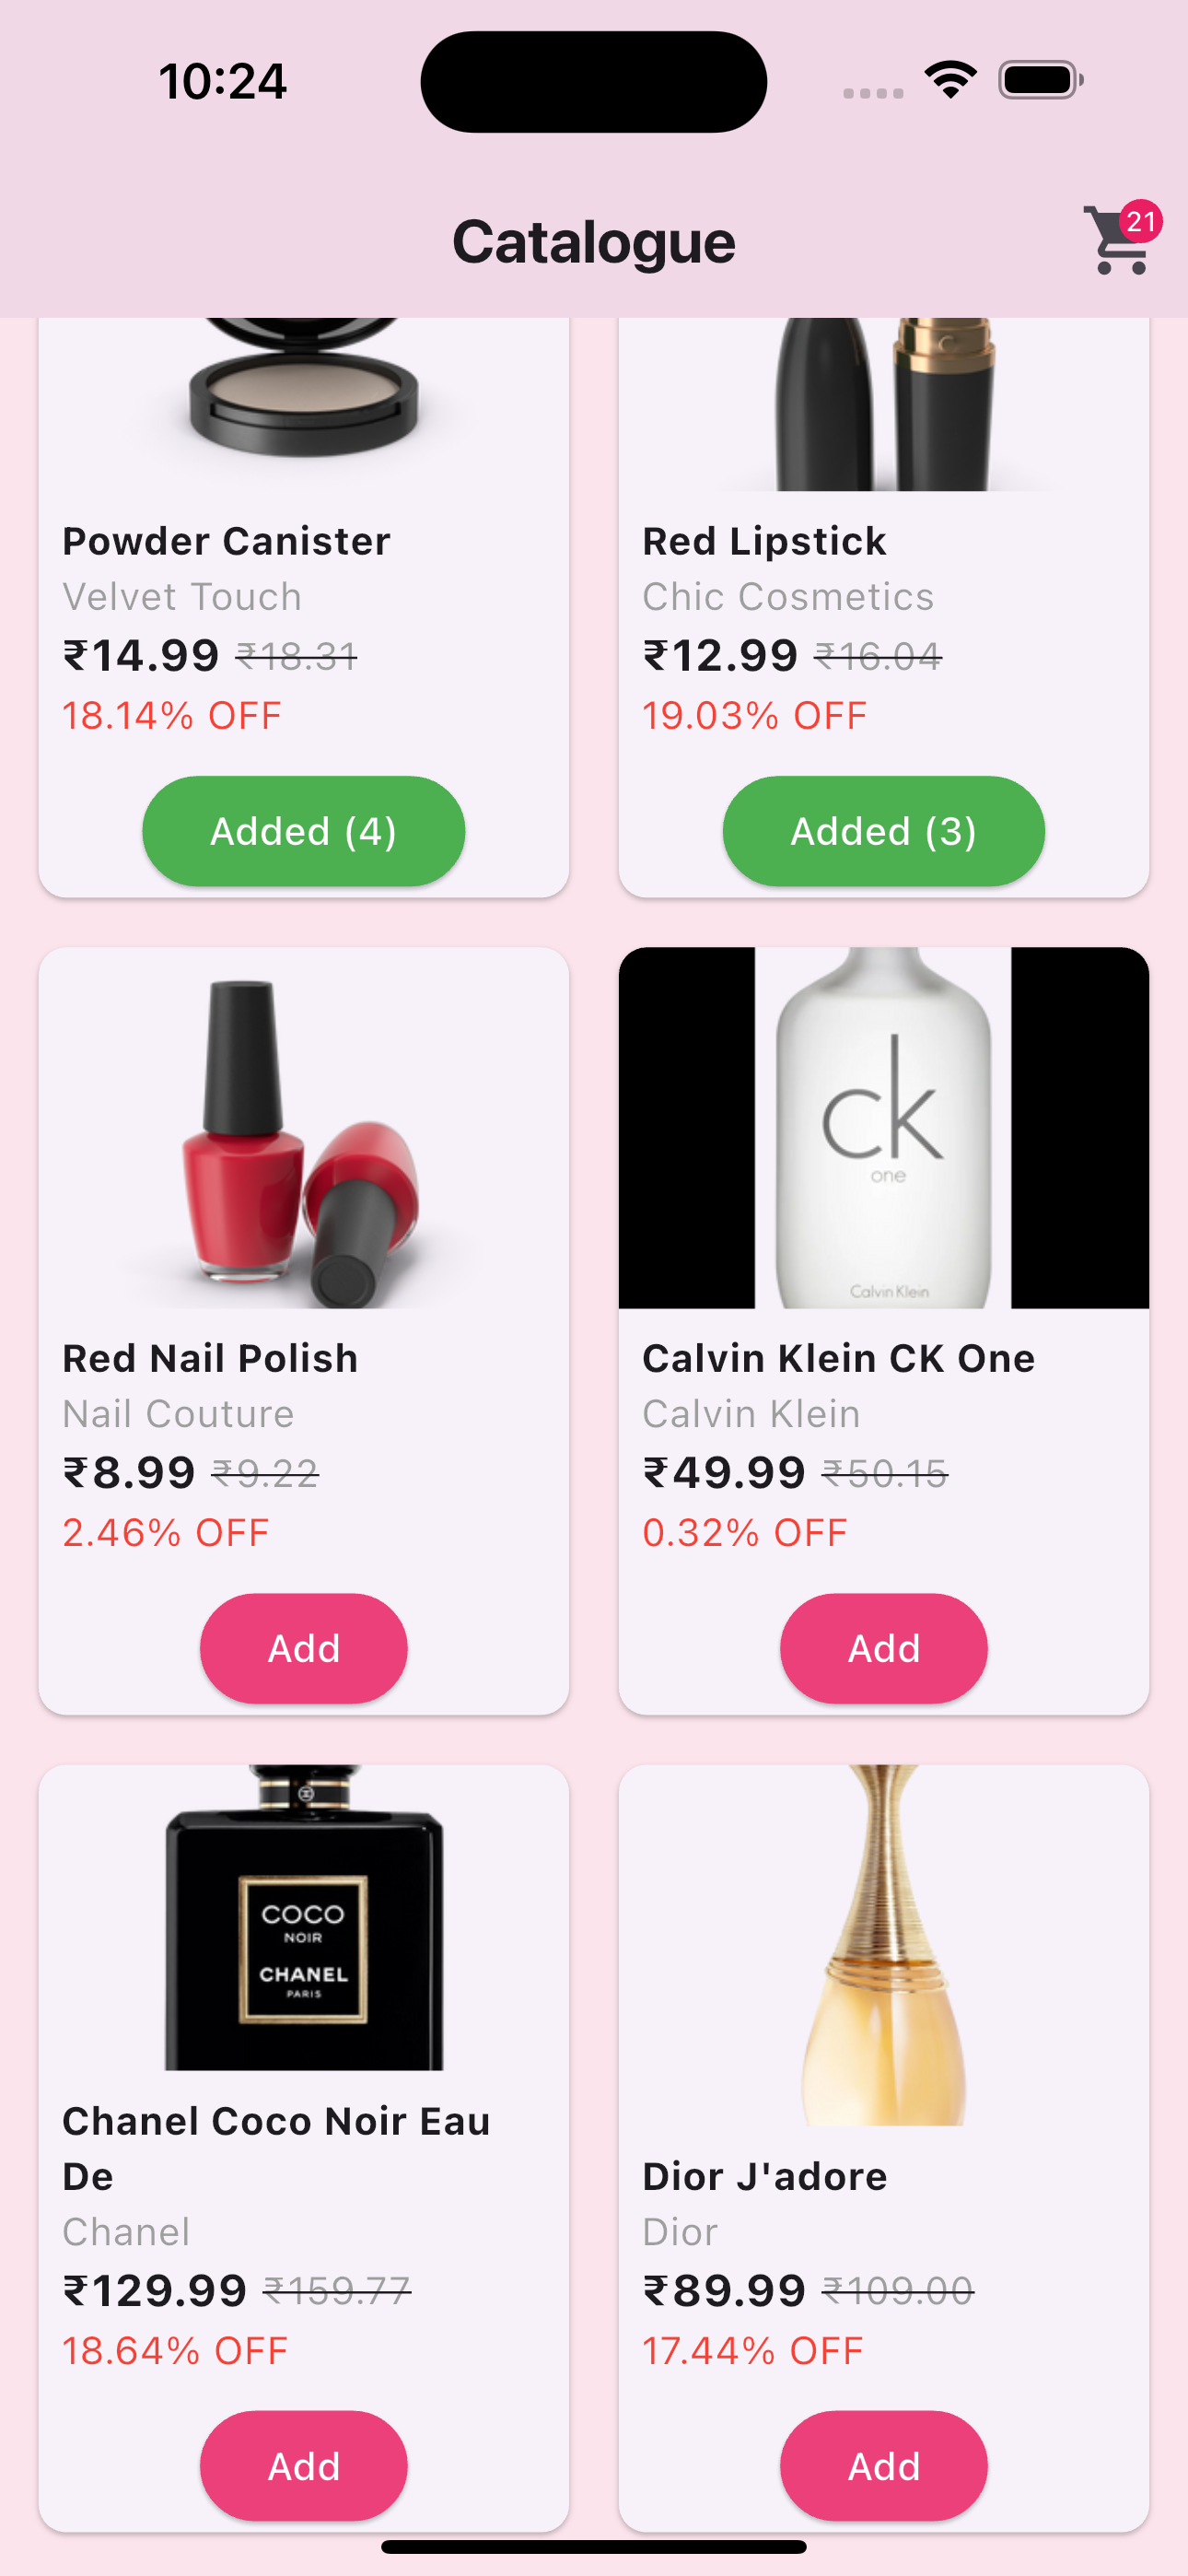 10:24
Catalogue
21
Powder Canister
Velvet Touch
₹14.99 ₹18.31
18.14% OFF
Added (4)
Red Lipstick
Chic Cosmetics
₹12.99 ₹16.04
19.03% OFF
Added (3)
Red Nail Polish
Nail Couture
₹8.99 ₹9.22
2.46% OFF
Add
ck
one
Calvin Klein
Calvin Klein CK One
Calvin Klein
₹49.99 ₹50.15
0.32% OFF
Add
COCO
NOIR
CHANEL
PARIS
Chanel Coco Noir Eau
De
Chanel
₹129.99 ₹159.77
18.64% OFF
Add
Dior J'adore
Dior
₹89.99 ₹109.00
17.44% OFF
Add